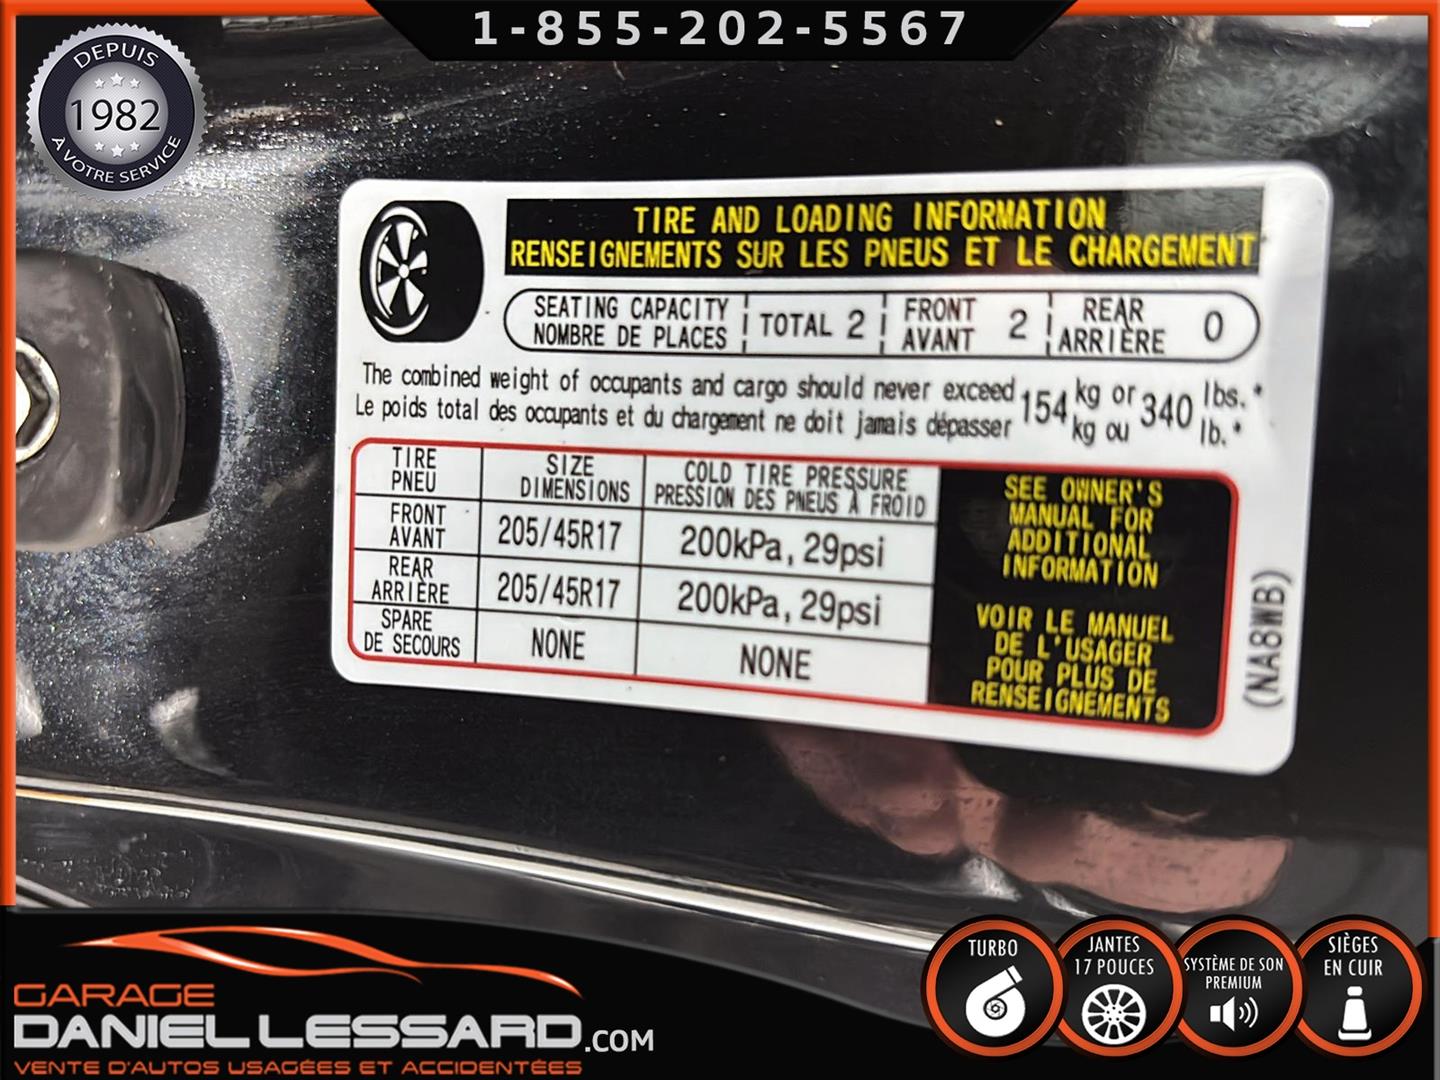 1-855-202-5567
DEPUIS
1982
À VOTRE SERVICE
TIRE AND LOADING INFORMATION
RENSEIGNEMENTS SUR LES PNEUS ET LE CHARGEMENT
SEATING CAPACITY
NOMBRE DE PLACES
TOTAL 2
FRONT
AVANT
2
REAR
ARRIÈRE
0
The combined weight of occupants and cargo should never exceed 154 kg or 340 lbs.*
Le poids total des occupants et du chargement ne doit jamais dépasser 154 kg ou 340 lb.*
TIRE
PNEU
SIZE
DIMENSIONS
COLD TIRE PRESSURE
PRESSION DES PNEUS À FROID
FRONT
AVANT
205/45R17
200kPa, 29psi
REAR
ARRIÈRE
205/45R17
200kPa, 29psi
SPARE
DE SECOURS
NONE
NONE
SEE OWNER'S
MANUAL FOR
ADDITIONAL
INFORMATION
VOIR LE MANUEL
DE L'USAGER
POUR PLUS DE
RENSEIGNEMENTS
(NA8WB)
GARAGE
DANIEL LESSARD.COM
VENTE D'AUTOS USAGÉES ET ACCIDENTÉES
TURBO
JANTES
17 POUCES
SYSTÈME DE SON
PREMIUM
SIÈGES
EN CUIR